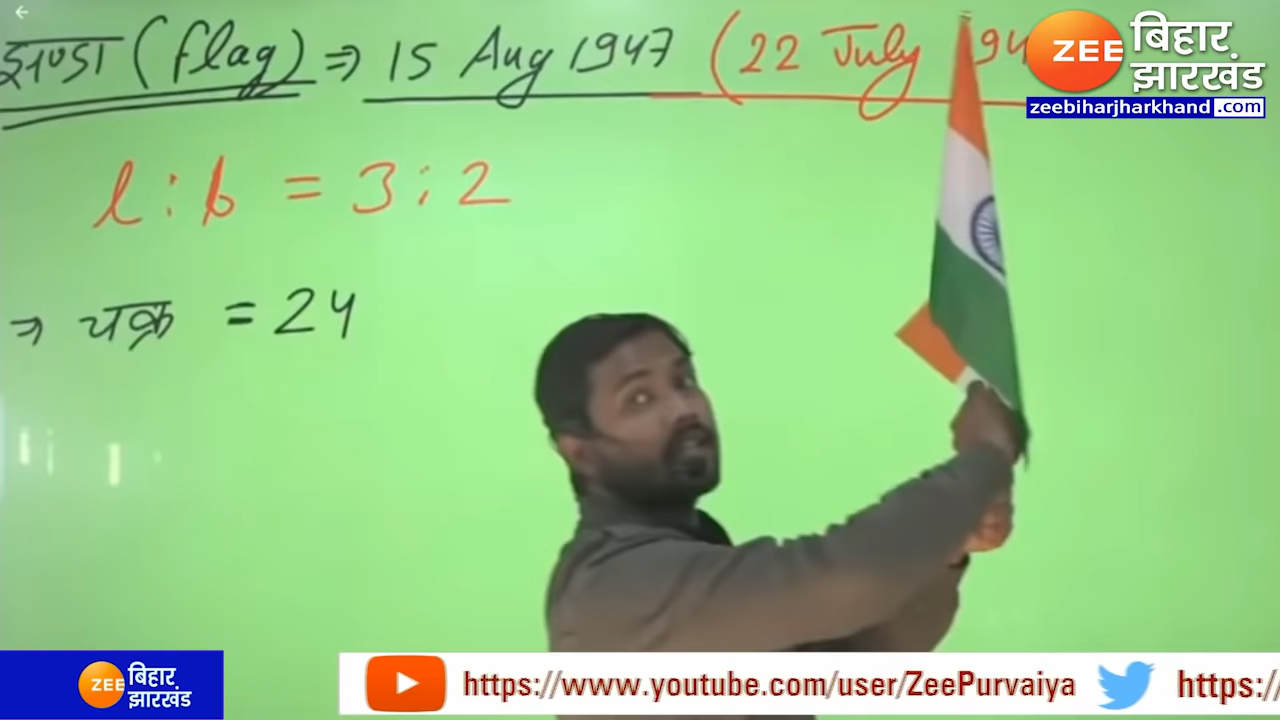 झण्डा (flag) ⇒ 15 Aug 1947 (22 July 194
l : b = 3 : 2
⇒ चक्र = 24
ZEE बिहार झारखंड
zeebiharjharkhand.com
ZEE बिहार झारखंड
https://www.youtube.com/user/ZeePurvaiya https:/